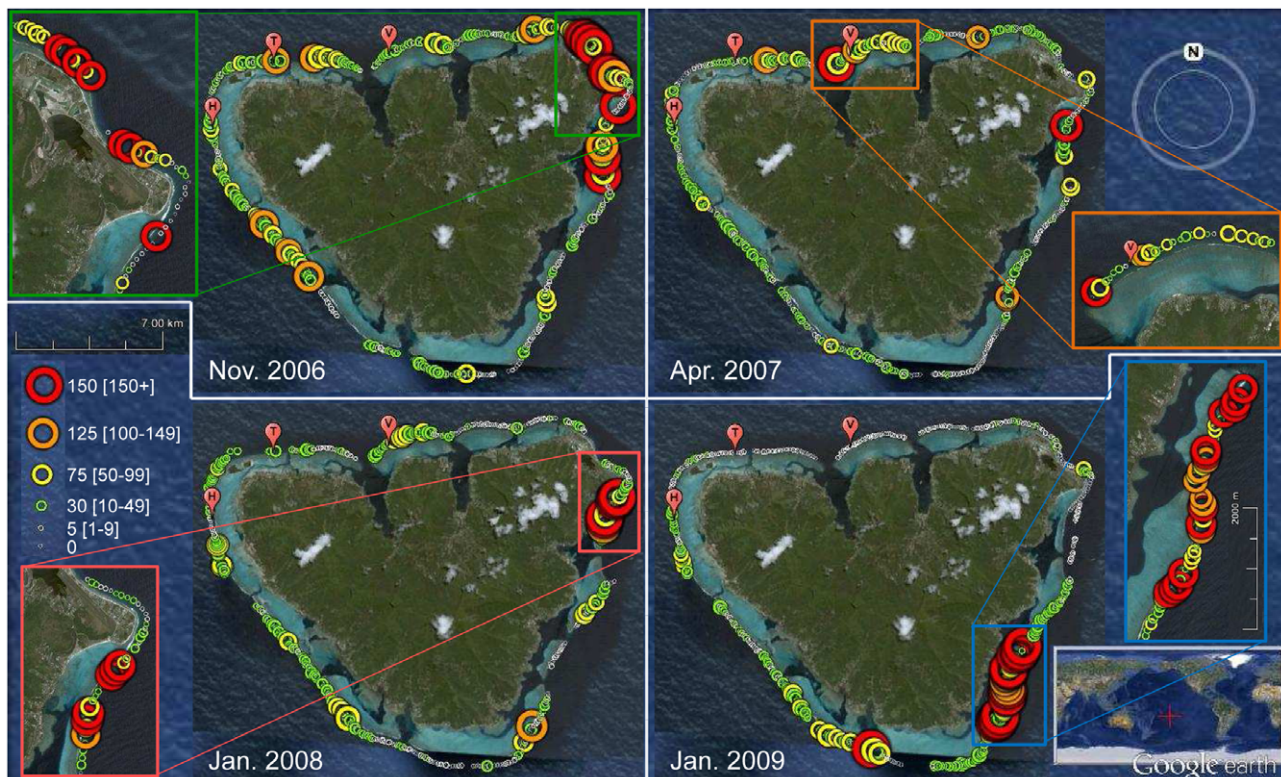 T
V
H
Nov. 2006
T
V
H
Apr. 2007
N
V
7.00 km
150 [150+]
125 [100-149]
75 [50-99]
30 [10-49]
5 [1-9]
0
T
V
H
Jan. 2008
T
V
H
Jan. 2009
2000 E
Google earth